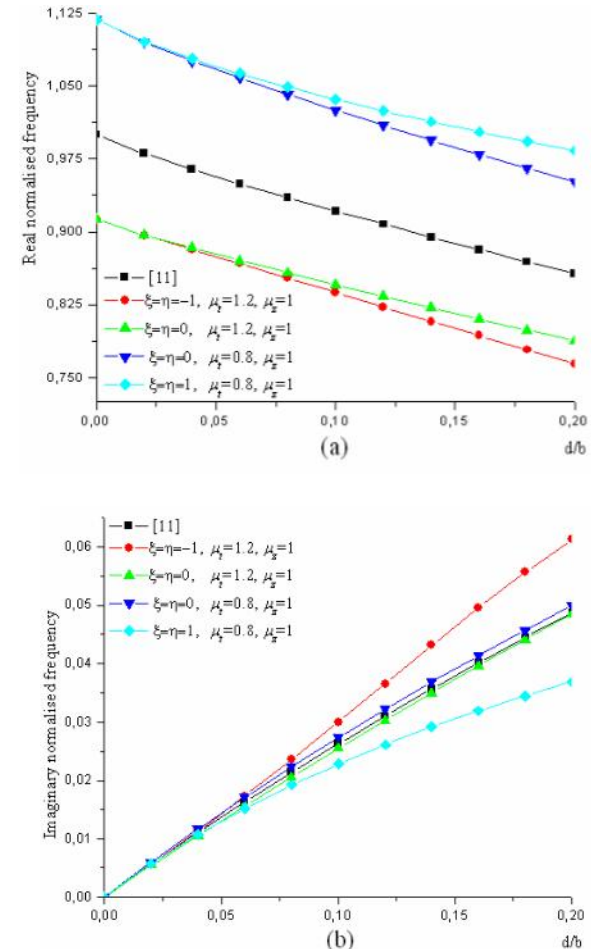 1,125
1,050
0,975
0,900
0,825
0,750
Real normalised frequency
[11]
ξ=η=−1, μt=1.2, μz=1
ξ=η=0, μt=1.2, μz=1
ξ=η=0, μt=0.8, μz=1
ξ=η=1, μt=0.8, μz=1
0,00 0,05 0,10 0,15 0,20
(a) d/b
[11]
ξ=η=−1, μt=1.2, μz=1
ξ=η=0, μt=1.2, μz=1
ξ=η=0, μt=0.8, μz=1
ξ=η=1, μt=0.8, μz=1
0,06
0,05
0,04
0,03
0,02
0,01
0,00
Imaginary normalised frequency
0,00 0,05 0,10 0,15 0,20
(b) d/b